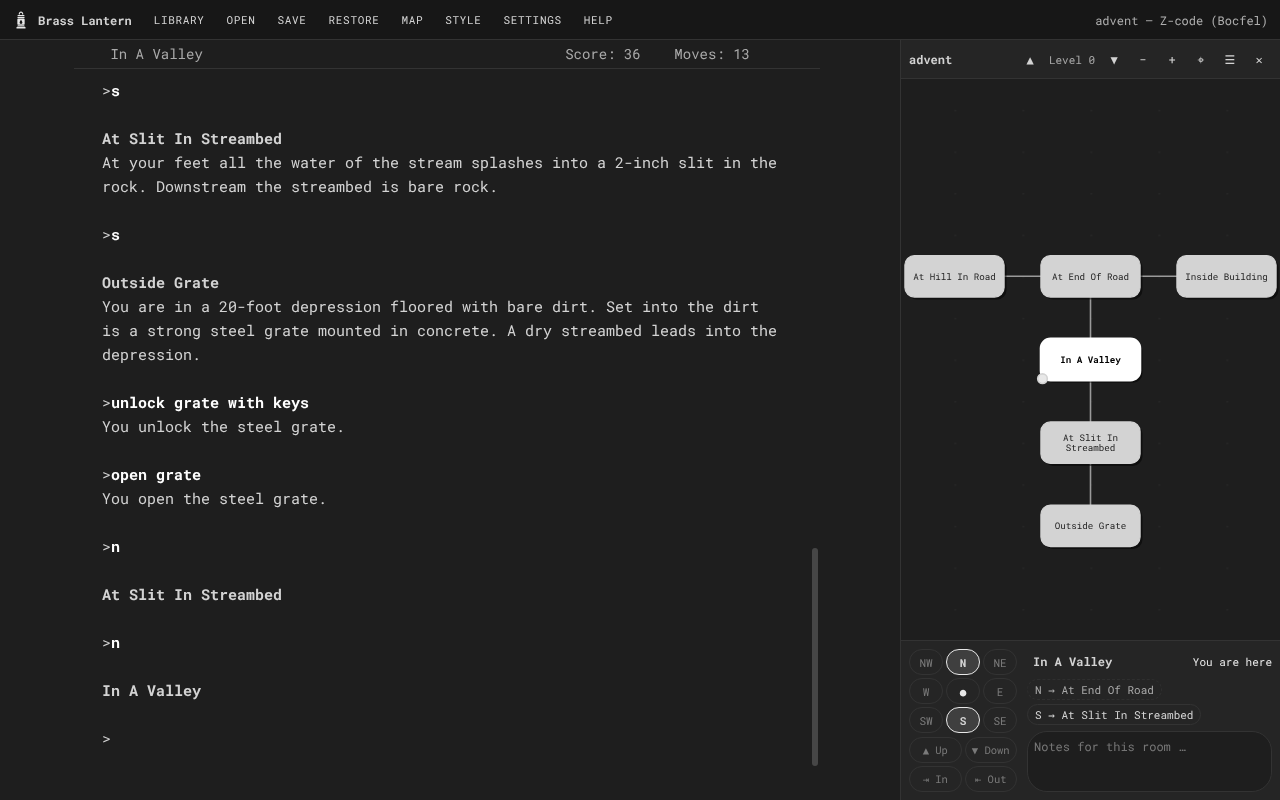 Brass Lantern LIBRARY OPEN SAVE RESTORE MAP STYLE SETTINGS HELP advent — Z-code (Bocfel)
In A Valley Score: 36 Moves: 13
>s
At Slit In Streambed
At your feet all the water of the stream splashes into a 2-inch slit in the
rock. Downstream the streambed is bare rock.
>s
Outside Grate
You are in a 20-foot depression floored with bare dirt. Set into the dirt
is a strong steel grate mounted in concrete. A dry streambed leads into the
depression.
>unlock grate with keys
You unlock the steel grate.
>open grate
You open the steel grate.
>n
At Slit In Streambed
>n
In A Valley
>
advent ▲ Level 0 ▼ − + ⌖ ☰ ✕
At Hill In Road At End Of Road Inside Building
In A Valley
At Slit In
Streambed
Outside Grate
NW N NE
W ● E
SW S SE
▲ Up ▼ Down
⇥ In ⇤ Out
In A Valley You are here
N → At End Of Road
S → At Slit In Streambed
Notes for this room …